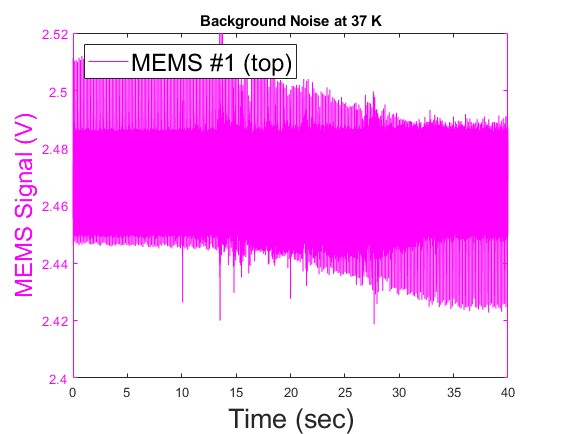 Background Noise at 37 K
MEMS #1 (top)
MEMS Signal (V)
2.52
2.5
2.48
2.46
2.44
2.42
2.4
0 5 10 15 20 25 30 35 40
Time (sec)